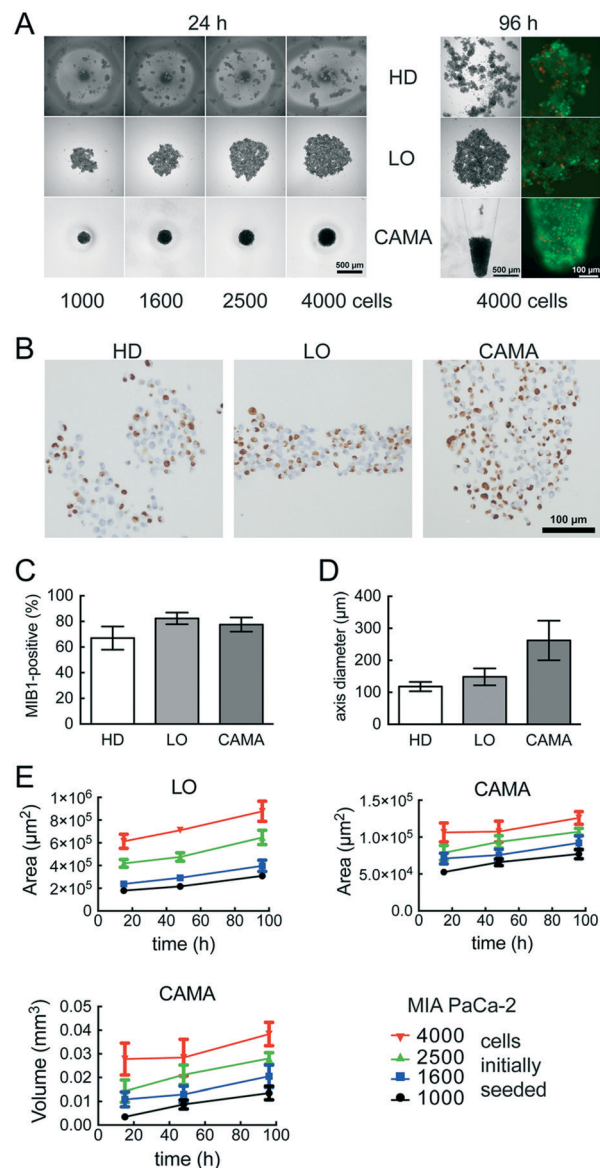 A
24 h
96 h
HD
LO
CAMA
500 µm
500 µm
100 µm
1000 1600 2500 4000 cells
4000 cells
B
HD LO CAMA
100 µm
C
MIB1-positive (%)
100
80
60
40
20
0
HD LO CAMA
D
axis diameter (µm)
400
300
200
100
0
HD LO CAMA
E
LO
Area (µm²)
1×10⁶
8×10⁵
6×10⁵
4×10⁵
2×10⁵
0 20 40 60 80 100
time (h)
CAMA
Area (µm²)
1.5×10⁵
1.0×10⁵
5.0×10⁴
0.0
0 20 40 60 80 100
time (h)
CAMA
Volume (mm³)
0.05
0.04
0.03
0.02
0.01
0.00
0 20 40 60 80 100
time (h)
MIA PaCa-2
4000 cells
2500 initially
1600 seeded
1000